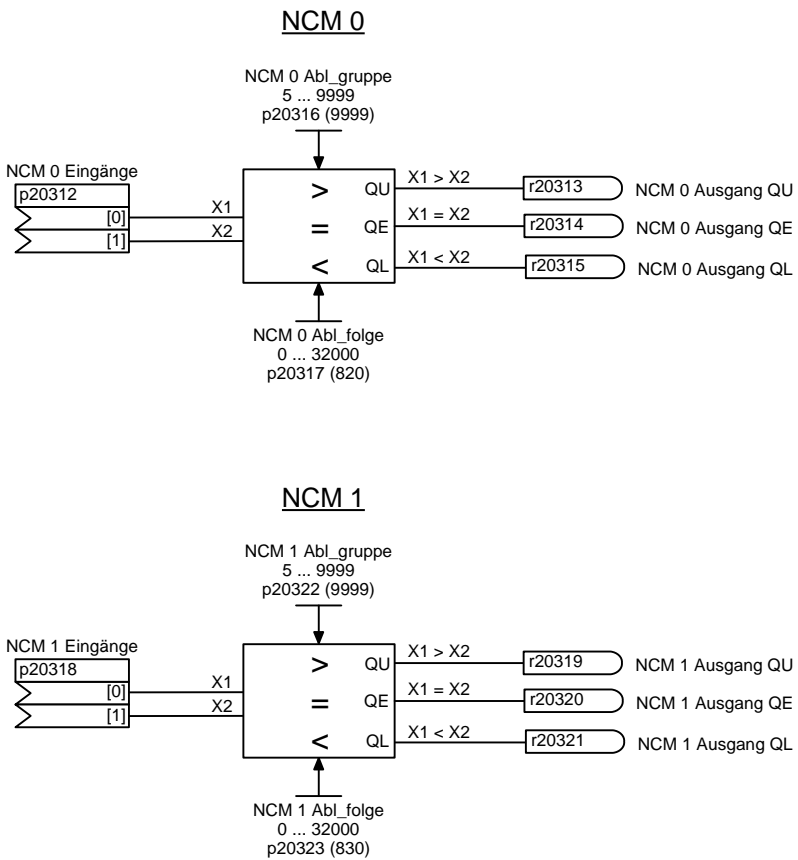 NCM 0
NCM 0 Abl_gruppe
5 ... 9999
p20316 (9999)
NCM 0 Eingänge
p20312
[0]
[1]
X1
X2
>
=
<
QU
QE
QL
X1 > X2
X1 = X2
X1 < X2
r20313
r20314
r20315
NCM 0 Ausgang QU
NCM 0 Ausgang QE
NCM 0 Ausgang QL
NCM 0 Abl_folge
0 ... 32000
p20317 (820)
NCM 1
NCM 1 Abl_gruppe
5 ... 9999
p20322 (9999)
NCM 1 Eingänge
p20318
[0]
[1]
X1
X2
>
=
<
QU
QE
QL
X1 > X2
X1 = X2
X1 < X2
r20319
r20320
r20321
NCM 1 Ausgang QU
NCM 1 Ausgang QE
NCM 1 Ausgang QL
NCM 1 Abl_folge
0 ... 32000
p20323 (830)